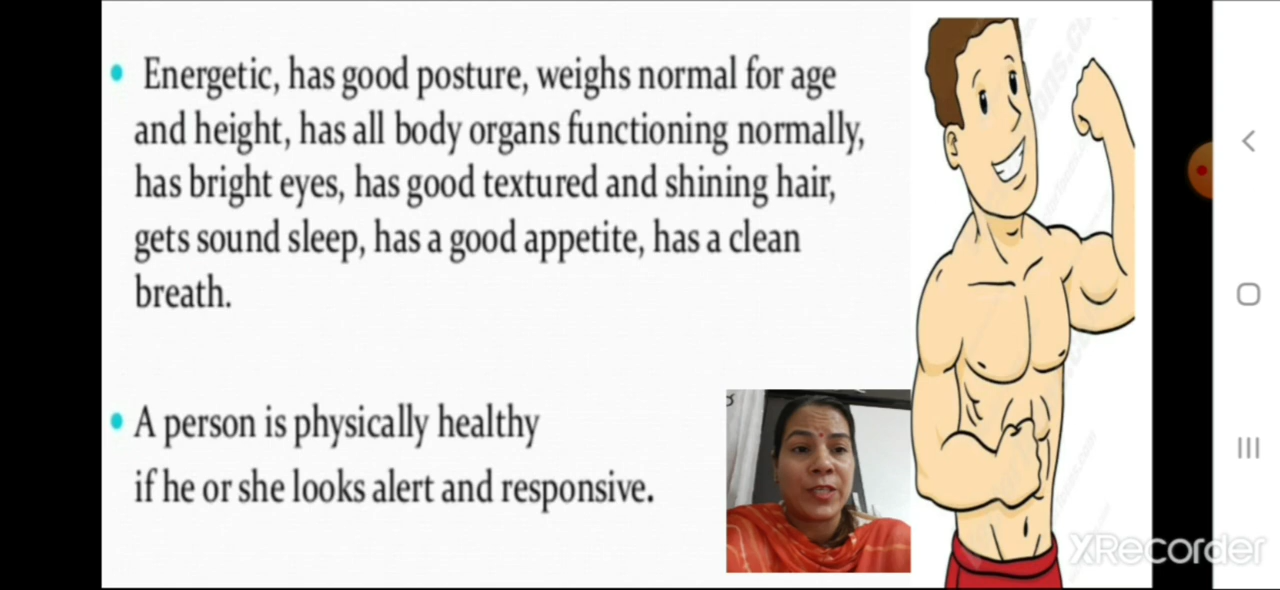 Energetic, has good posture, weighs normal for age
and height, has all body organs functioning normally,
has bright eyes, has good textured and shining hair,
gets sound sleep, has a good appetite, has a clean
breath.
A person is physically healthy
if he or she looks alert and responsive.
XRecorder